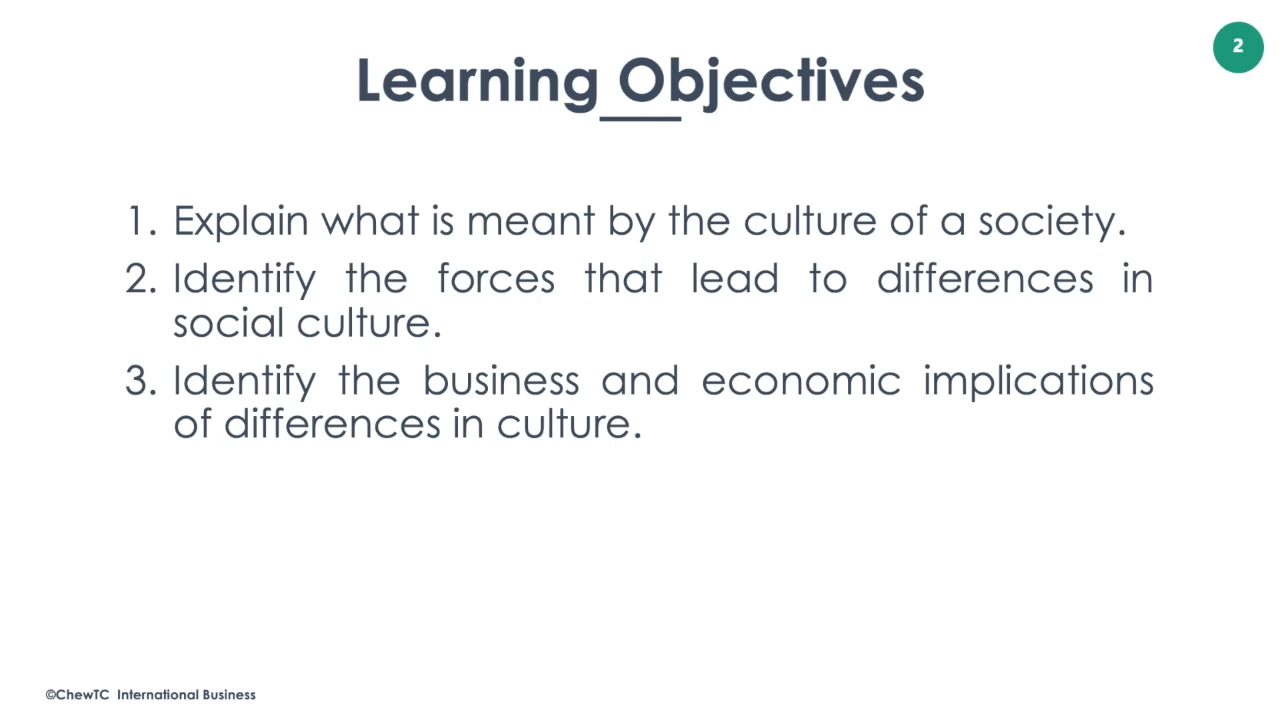 2
Learning Objectives
1. Explain what is meant by the culture of a society.
2. Identify the forces that lead to differences in
social culture.
3. Identify the business and economic implications
of differences in culture.
©ChewTC International Business